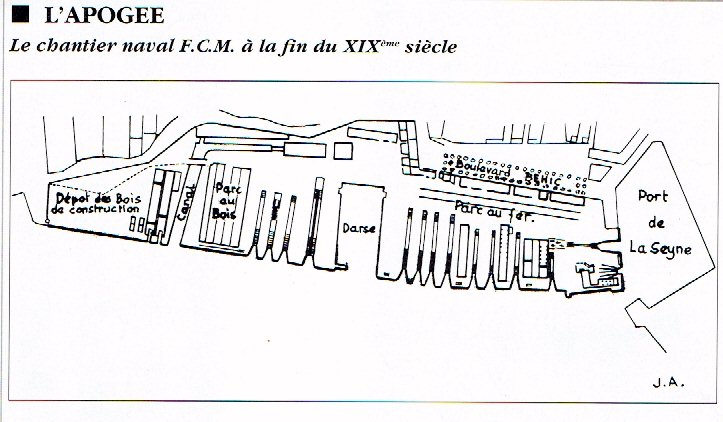 L'APOGEE
Le chantier naval F.C.M. à la fin du XIXème siècle
Dépot des Bois
de construction
Canal
Parc
au
Bois
Darse
Boulevard BEHIC
Parc au fer.
Port
de
La Seyne
J.A.